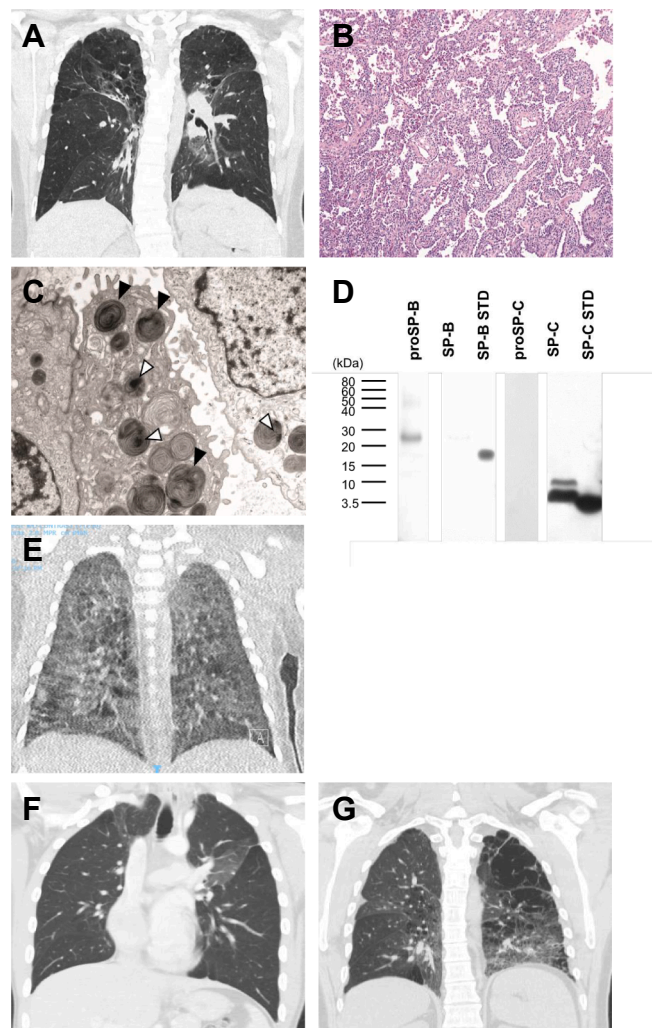 A
B
C
D
proSP-B
SP-B
SP-B STD
proSP-C
SP-C
SP-C STD
(kDa)
80
60
50
40
30
20
15
10
3.5
E
A
F
G